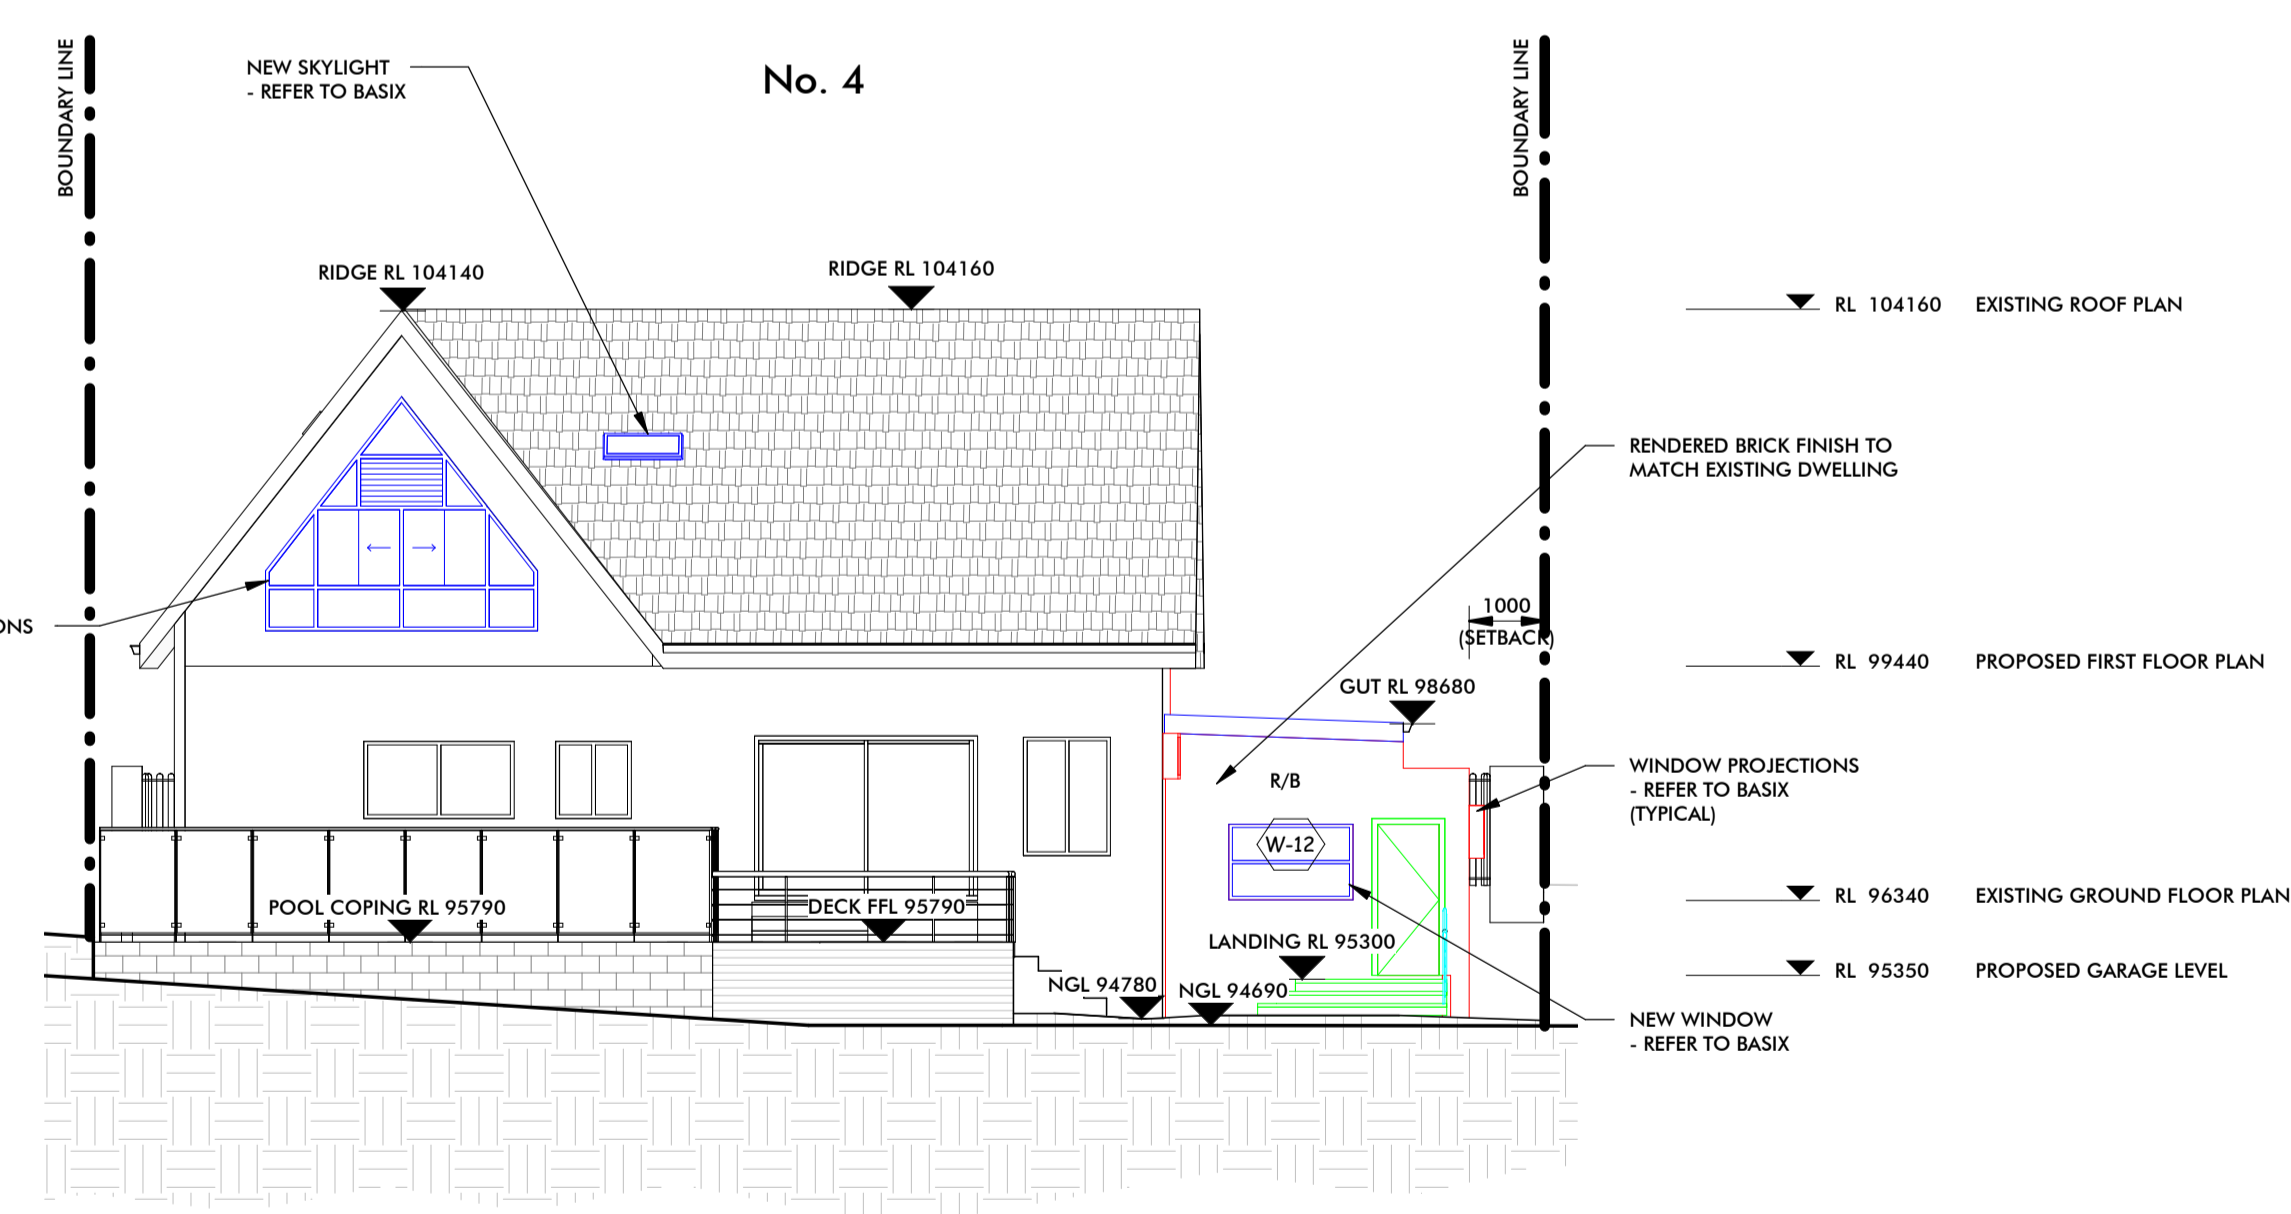 BOUNDARY LINE
NEW SKYLIGHT
- REFER TO BASIX
No. 4
BOUNDARY LINE
RIDGE RL 104140
RIDGE RL 104160
RL 104160 EXISTING ROOF PLAN
RENDERED BRICK FINISH TO
MATCH EXISTING DWELLING
ONS
1000
(SETBACK)
RL 99440 PROPOSED FIRST FLOOR PLAN
GUT RL 98680
R/B
WINDOW PROJECTIONS
- REFER TO BASIX
(TYPICAL)
W-12
POOL COPING RL 95790
DECK FFL 95790
RL 96340 EXISTING GROUND FLOOR PLAN
LANDING RL 95300
RL 95350 PROPOSED GARAGE LEVEL
NGL 94780
NGL 94690
NEW WINDOW
- REFER TO BASIX